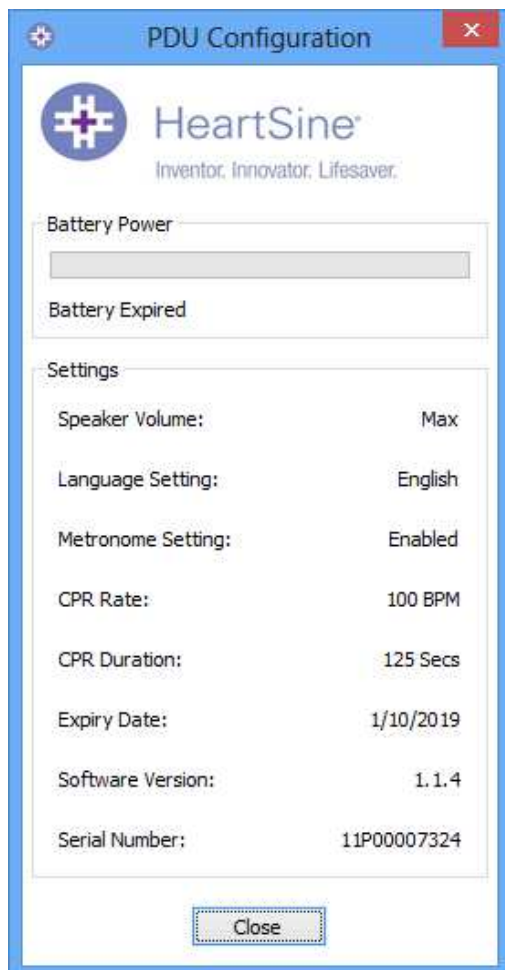 PDU Configuration
HeartSine®
Inventor. Innovator. Lifesaver.
Battery Power
Battery Expired
Settings
Speaker Volume: Max
Language Setting: English
Metronome Setting: Enabled
CPR Rate: 100 BPM
CPR Duration: 125 Secs
Expiry Date: 1/10/2019
Software Version: 1.1.4
Serial Number: 11P00007324
Close